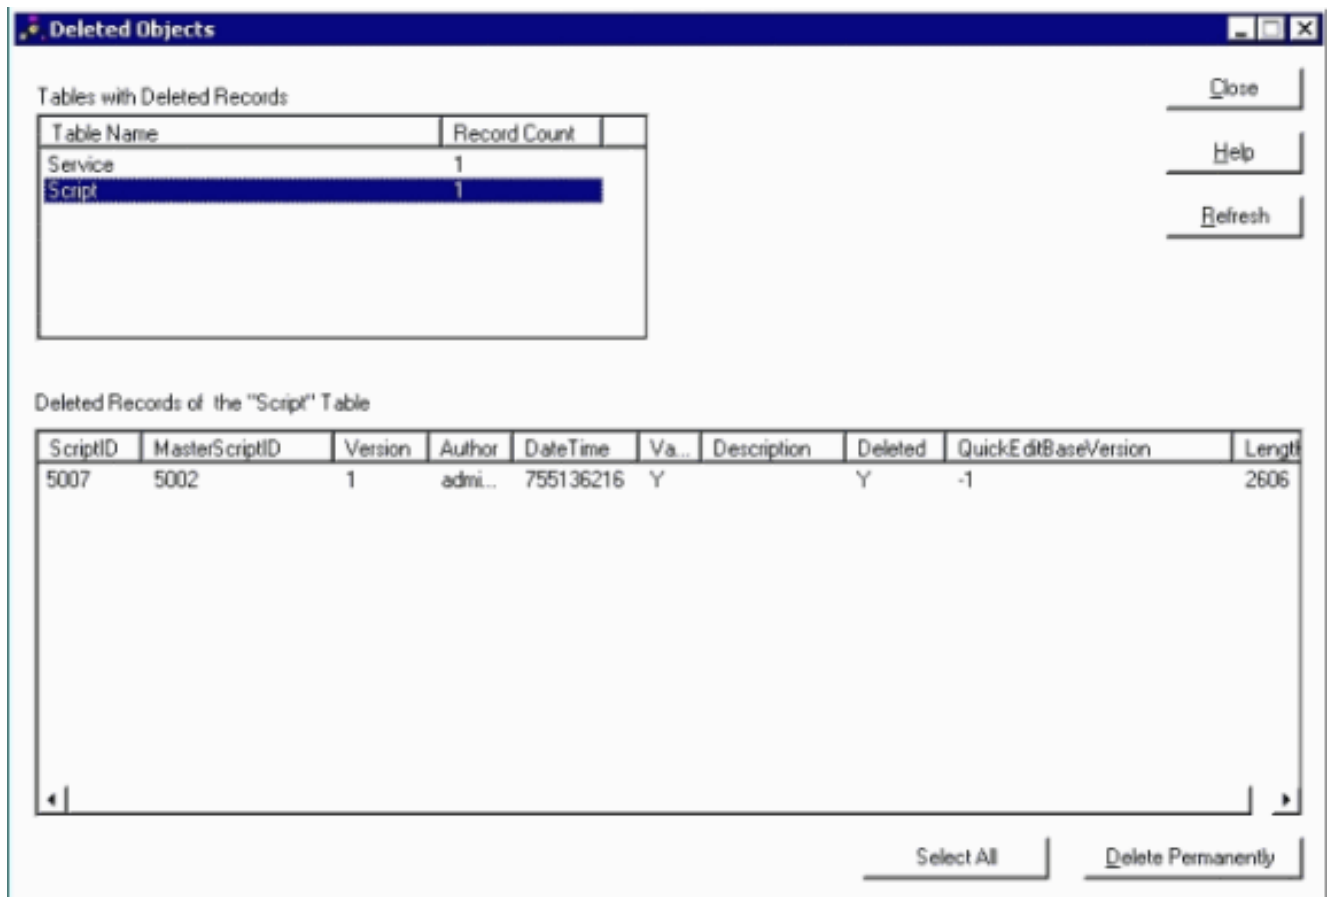 Deleted Objects
Close
Tables with Deleted Records
Table Name Record Count
Help
Service 1
Script 1
Refresh
Deleted Records of the "Script" Table
ScriptID MasterScriptID Version Author DateTime Va... Description Deleted QuickEditBaseVersion Length
5007 5002 1 admi... 755136216 Y Y -1 2606
Select All Delete Permanently